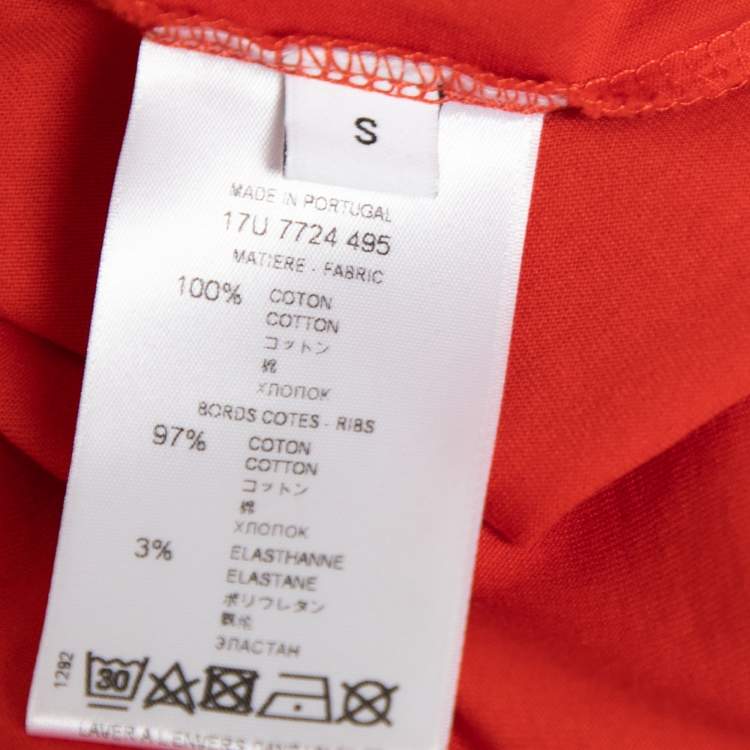 S
MADE IN PORTUGAL
17U 7724 495
MATIERE - FABRIC
100% COTON
COTTON
コットン
棉
ХЛОПОК
BORDS COTES - RIBS
97% COTON
COTTON
コットン
棉
ХЛОПОК
3% ELASTHANNE
ELASTANE
ポリウレタン
ЭЛАСТАН
1292
30
LAVER A L'ENVERS